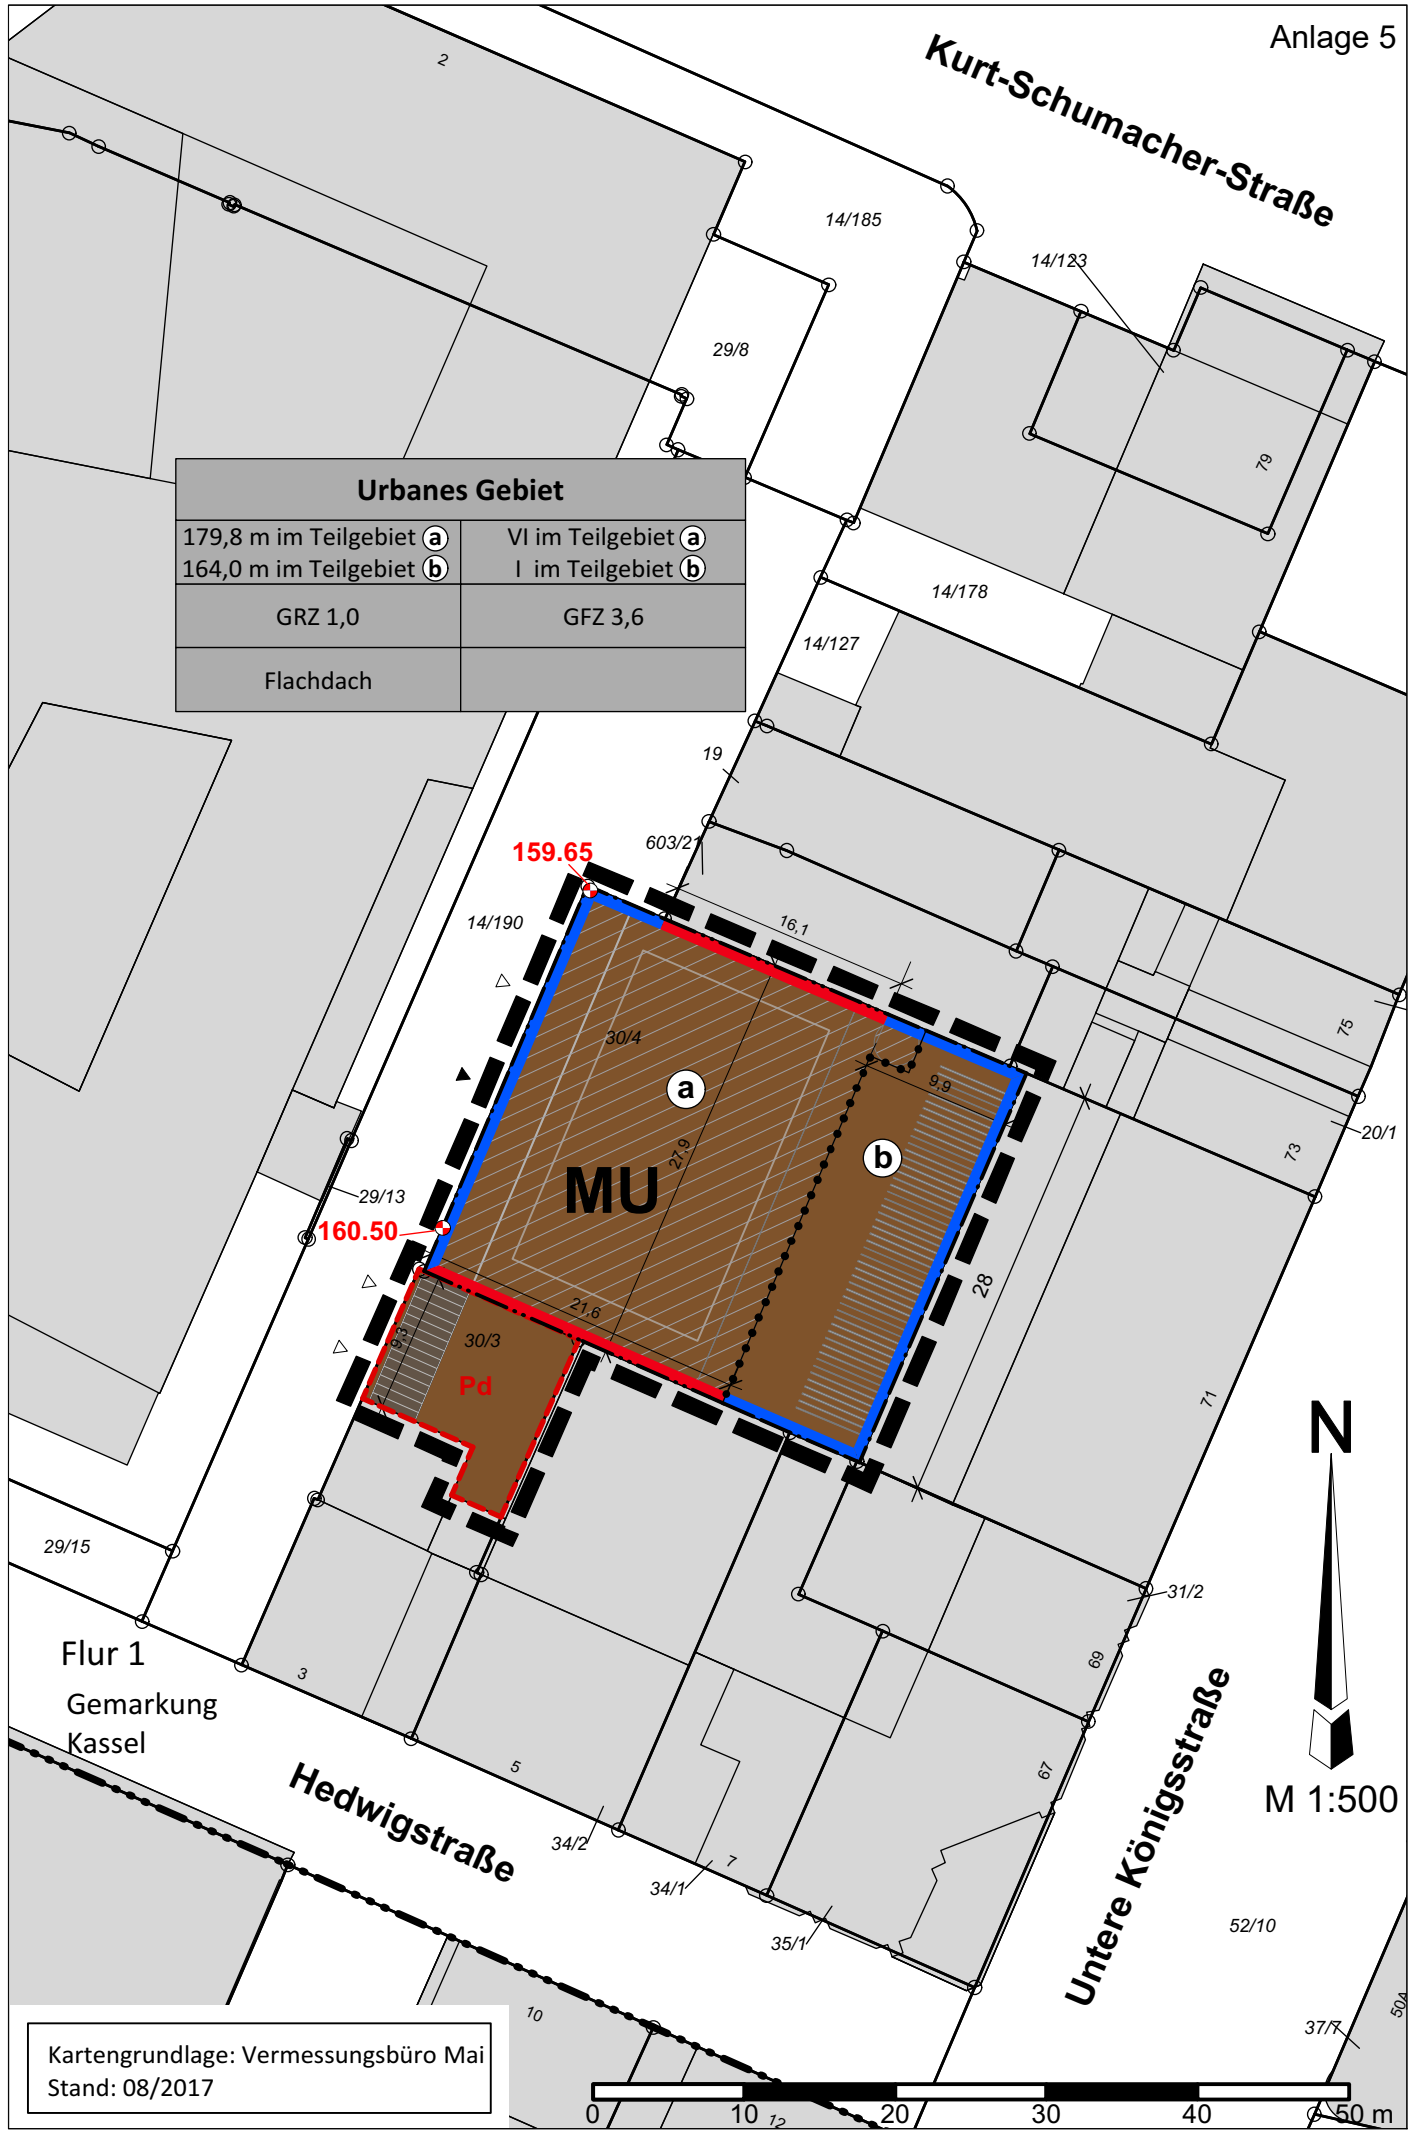 Anlage 5
Kurt-Schumacher-Straße
2
14/185
14/123
29/8
79
Urbanes Gebiet
179,8 m im Teilgebiet a
164,0 m im Teilgebiet b
VI im Teilgebiet a
I im Teilgebiet b
GRZ 1,0
GFZ 3,6
Flachdach
14/178
14/127
19
603/21
159.65
14/190
16,1
30/4
75
a
9,9
20/1
b
27,9
73
MU
29/13
160.50
28
21,6
9,3
30/3
Pd
71
N
29/15
31/2
Flur 1
69
3
Gemarkung
Kassel
Hedwigstraße
5
67
M 1:500
Untere Königsstraße
34/2
7
34/1
35/1
52/10
10
50A
37/7
Kartengrundlage: Vermessungsbüro Mai
Stand: 08/2017
0 10 20 30 40 50 m
12